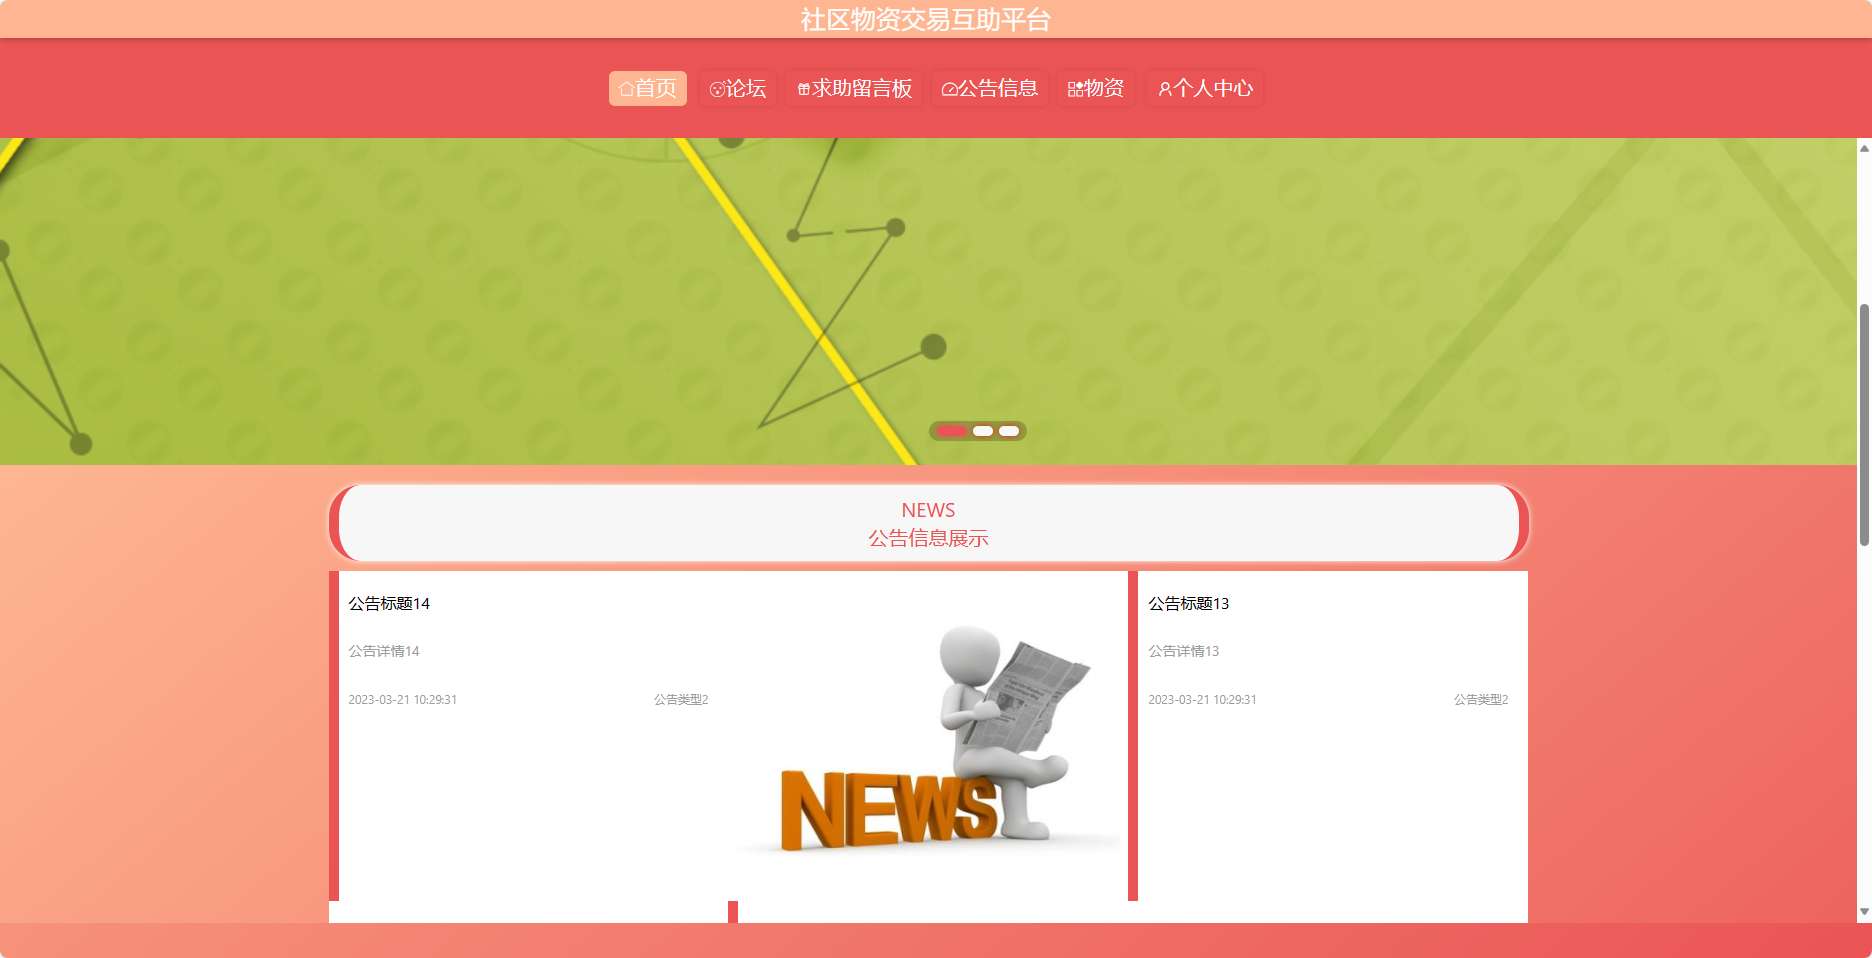 社区物资交易互助平台
首页 论坛 求助留言板 公告信息 物资 个人中心
NEWS
公告信息展示
公告标题14
公告详情14
2023-03-21 10:29:31 公告类型2
NEWS
公告标题13
公告详情13
2023-03-21 10:29:31 公告类型2